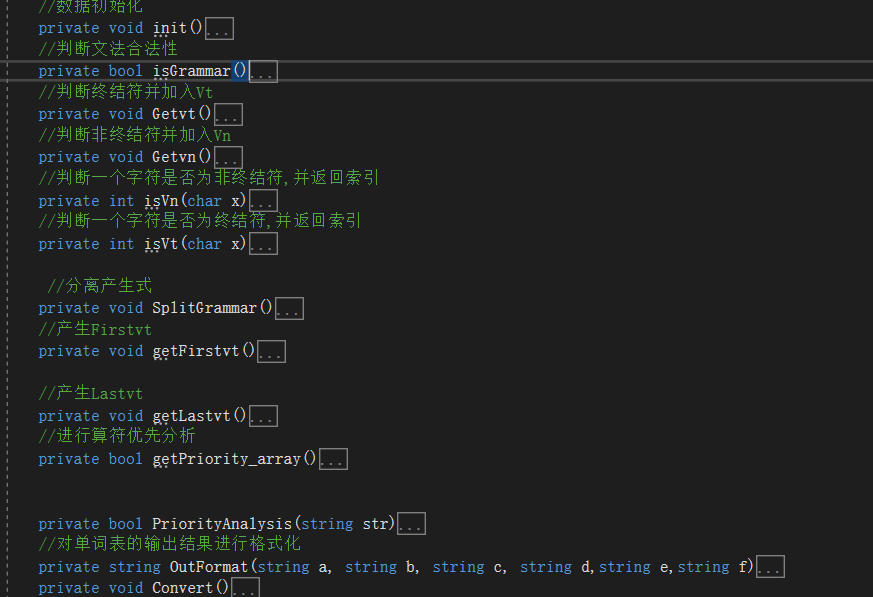 //数据初始化
private void init()...
//判断文法合法性
private bool isGrammar()...
//判断终结符并加入Vt
private void Getvt()...
//判断非终结符并加入Vn
private void Getvn()...
//判断一个字符是否为非终结符,并返回索引
private int isVn(char x)...
//判断一个字符是否为终结符,并返回索引
private int isVt(char x)...
//分离产生式
private void SplitGrammar()...
//产生Firstvt
private void getFirstvt()...
//产生Lastvt
private void getLastvt()...
//进行算符优先分析
private bool getPriority_array()...
private bool PriorityAnalysis(string str)...
//对单词表的输出结果进行格式化
private string OutFormat(string a, string b, string c, string d,string e,string f)...
private void Convert()...